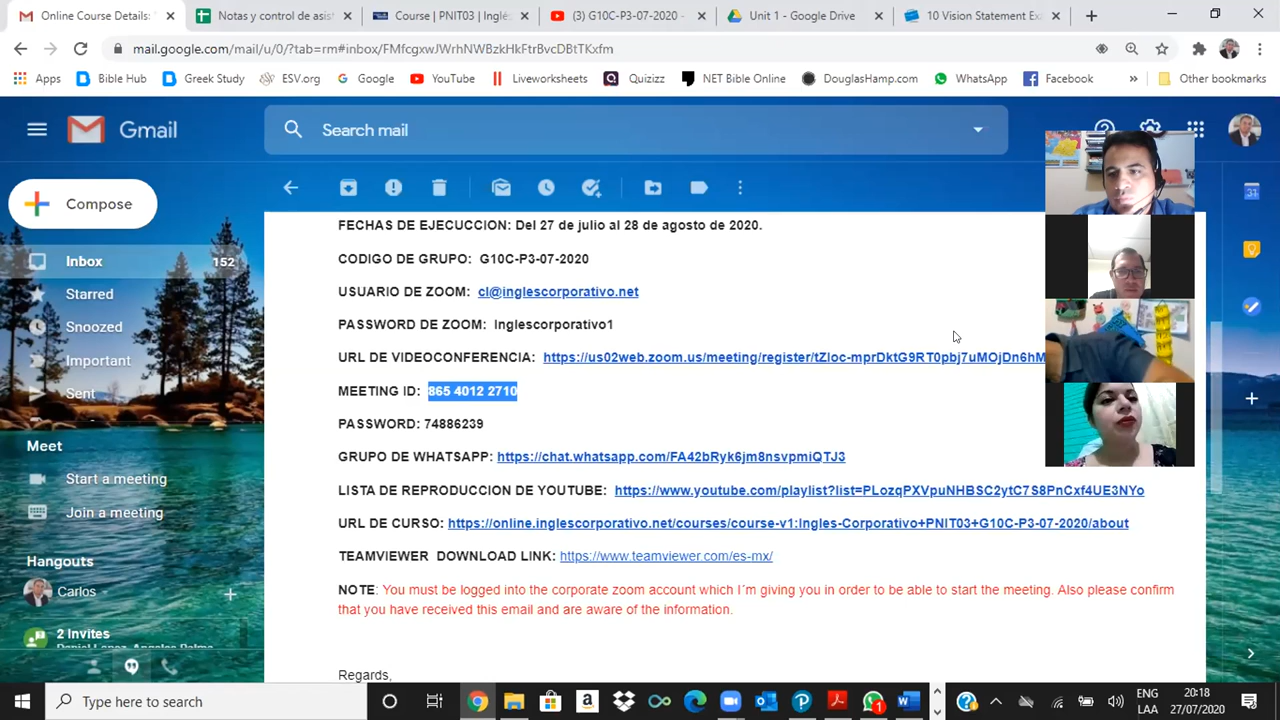 Online Course Details:
Notas y control de asist
Course | PNIT03 | Inglés
(3) G10C-P3-07-2020 -
Unit 1 - Google Drive
10 Vision Statement Ex
mail.google.com/mail/u/0/?tab=rm#inbox/FMfcgxwJWrhNWBzkHkFtrBvcDBtTKxfm
Apps
Bible Hub
Greek Study
ESV.org
Google
YouTube
Liveworksheets
Quizizz
NET Bible Online
DouglasHamp.com
WhatsApp
Facebook
»
Other bookmarks
Gmail
Search mail
Compose
Inbox 152
Starred
Snoozed
Important
Sent
Meet
Start a meeting
Join a meeting
Hangouts
Carlos
2 Invites
Daniel Lopez, Angeles Palma
FECHAS DE EJECUCCION: Del 27 de julio al 28 de agosto de 2020.
CODIGO DE GRUPO: G10C-P3-07-2020
USUARIO DE ZOOM: cl@inglescorporativo.net
PASSWORD DE ZOOM: Inglescorporativo1
URL DE VIDEOCONFERENCIA: https://us02web.zoom.us/meeting/register/tZIoc-mprDktG9RT0pbj7uMOjDn6hM
MEETING ID: 865 4012 2710
PASSWORD: 74886239
GRUPO DE WHATSAPP: https://chat.whatsapp.com/FA42bRyk6jm8nsvpmiQTJ3
LISTA DE REPRODUCCION DE YOUTUBE: https://www.youtube.com/playlist?list=PLozqPXVpuNHBSC2ytC7S8PnCxf4UE3NYo
URL DE CURSO: https://online.inglescorporativo.net/courses/course-v1:Ingles-Corporativo+PNIT03+G10C-P3-07-2020/about
TEAMVIEWER DOWNLOAD LINK: https://www.teamviewer.com/es-mx/
NOTE: You must be logged into the corporate zoom account which I´m giving you in order to be able to start the meeting. Also please confirm
that you have received this email and are aware of the information.
Regards,
31
Type here to search
1
ENG
LAA
20:18
27/07/2020